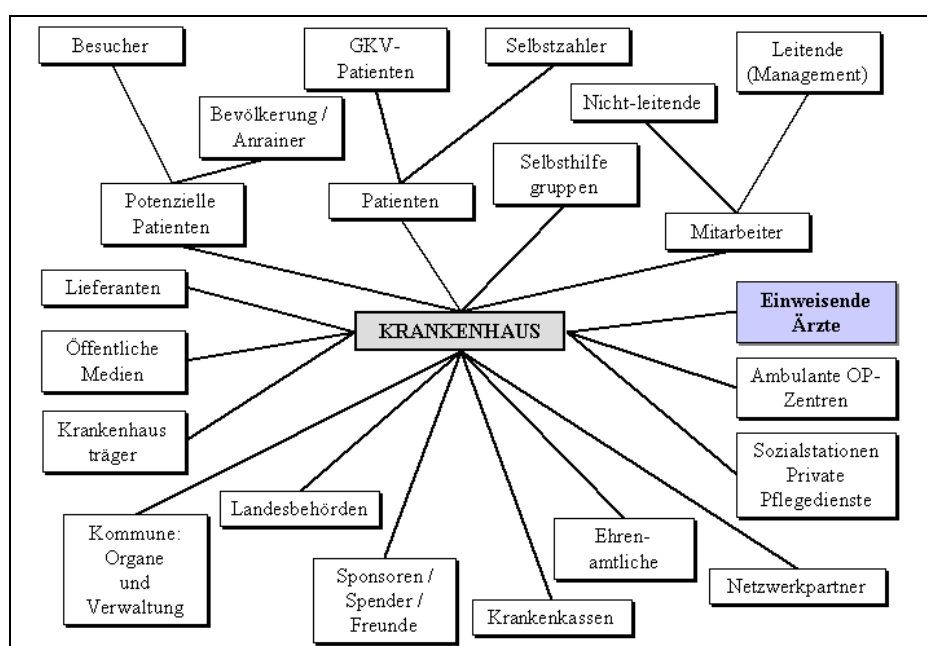 Besucher
GKV-
Patienten
Selbstzahler
Leitende
(Management)
Bevölkerung /
Anrainer
Nicht-leitende
Selbsthilfe
gruppen
Potenzielle
Patienten
Patienten
Mitarbeiter
Lieferanten
KRANKENHAUS
Einweisende
Ärzte
Öffentliche
Medien
Ambulante OP-
Zentren
Krankenhaus
träger
Sozialstationen
Private
Pflegedienste
Landesbehörden
Kommune:
Organe
und
Verwaltung
Ehren-
amtliche
Sponsoren /
Spender /
Freunde
Krankenkassen
Netzwerkpartner